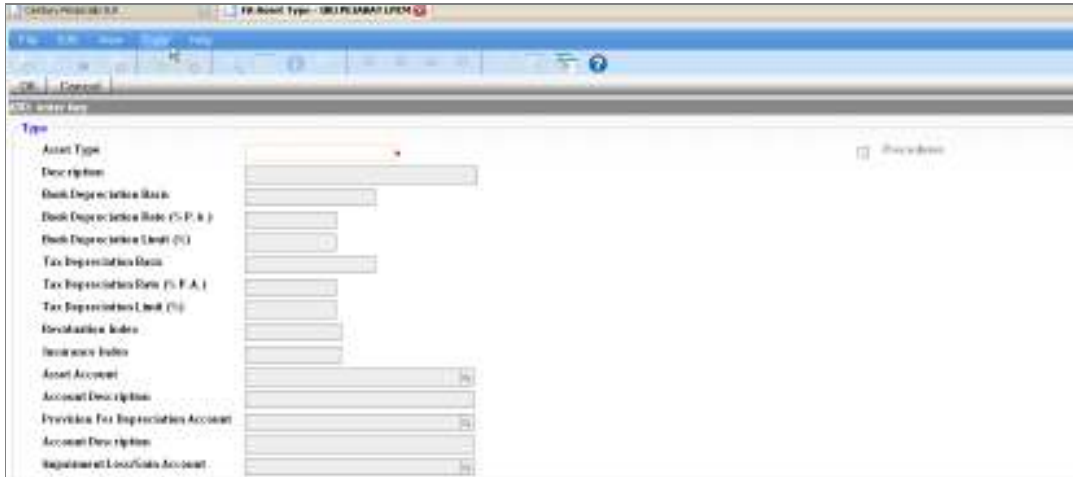 FA Asset Type -
File Edit View Help
OK Cancel
Type
Asset Type
Description
Book Depreciation Basis
Book Depreciation Rate (% P.A.)
Book Depreciation Limit (%)
Tax Depreciation Basis
Tax Depreciation Rate (% P.A.)
Tax Depreciation Limit (%)
Revaluation Index
Insurance Index
Asset Account
Account Description
Provision For Depreciation Account
Account Description
Impairment Loss/Gain Account